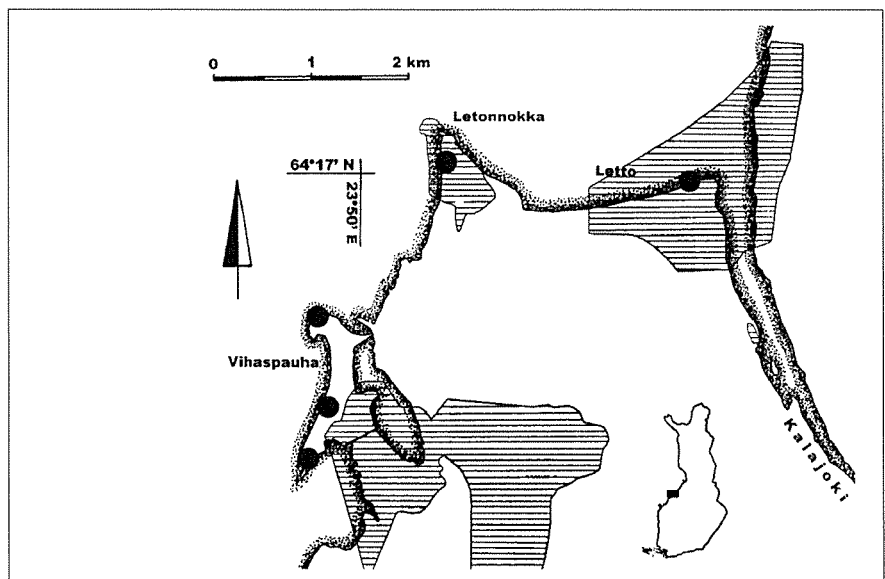 0 1 2 km
Letonnokka
64°17' N
Letto
23°50' E
Vihaspauha
Kalajoki